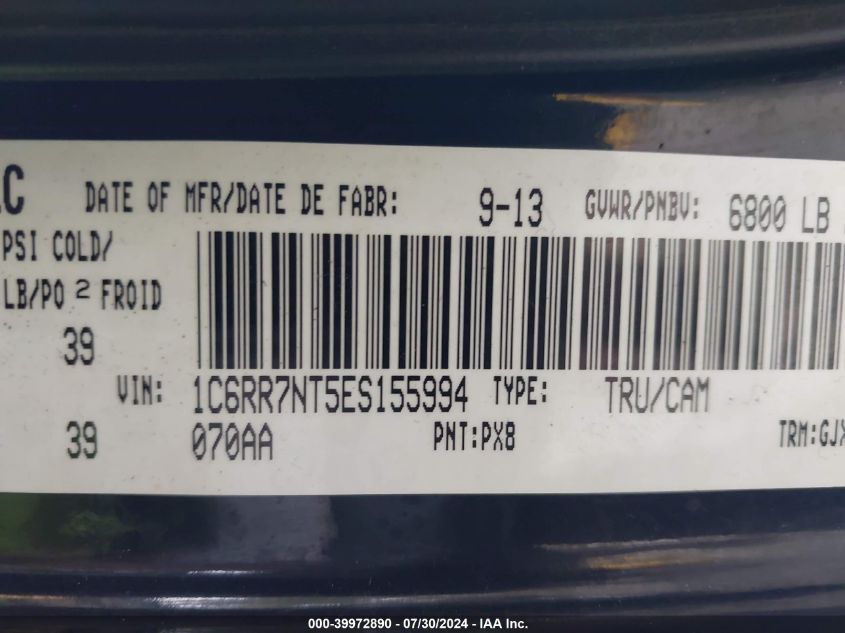 DATE OF MFR/DATE DE FABR: 9-13 GVWR/PNBV: 6800 LB
PSI COLD/
LB/PO 2 FROID
39
VIN: 1C6RR7NT5ES155994 TYPE: TRU/CAM
39 070AA PNT:PX8 TRM:GJX
000-39972890 - 07/30/2024 - IAA Inc.